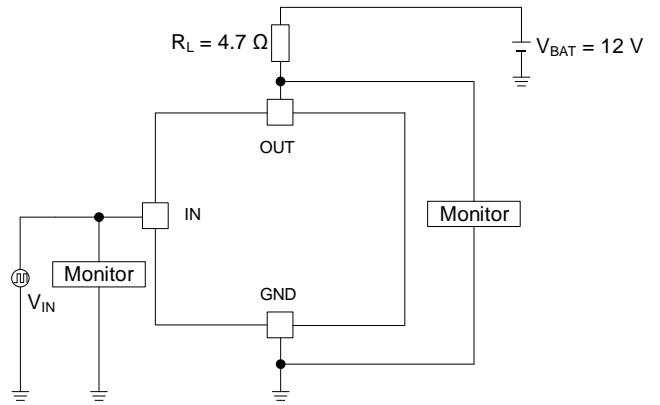 R_L = 4.7 Ω
V_BAT = 12 V
OUT
IN
Monitor
Monitor
V_IN
GND